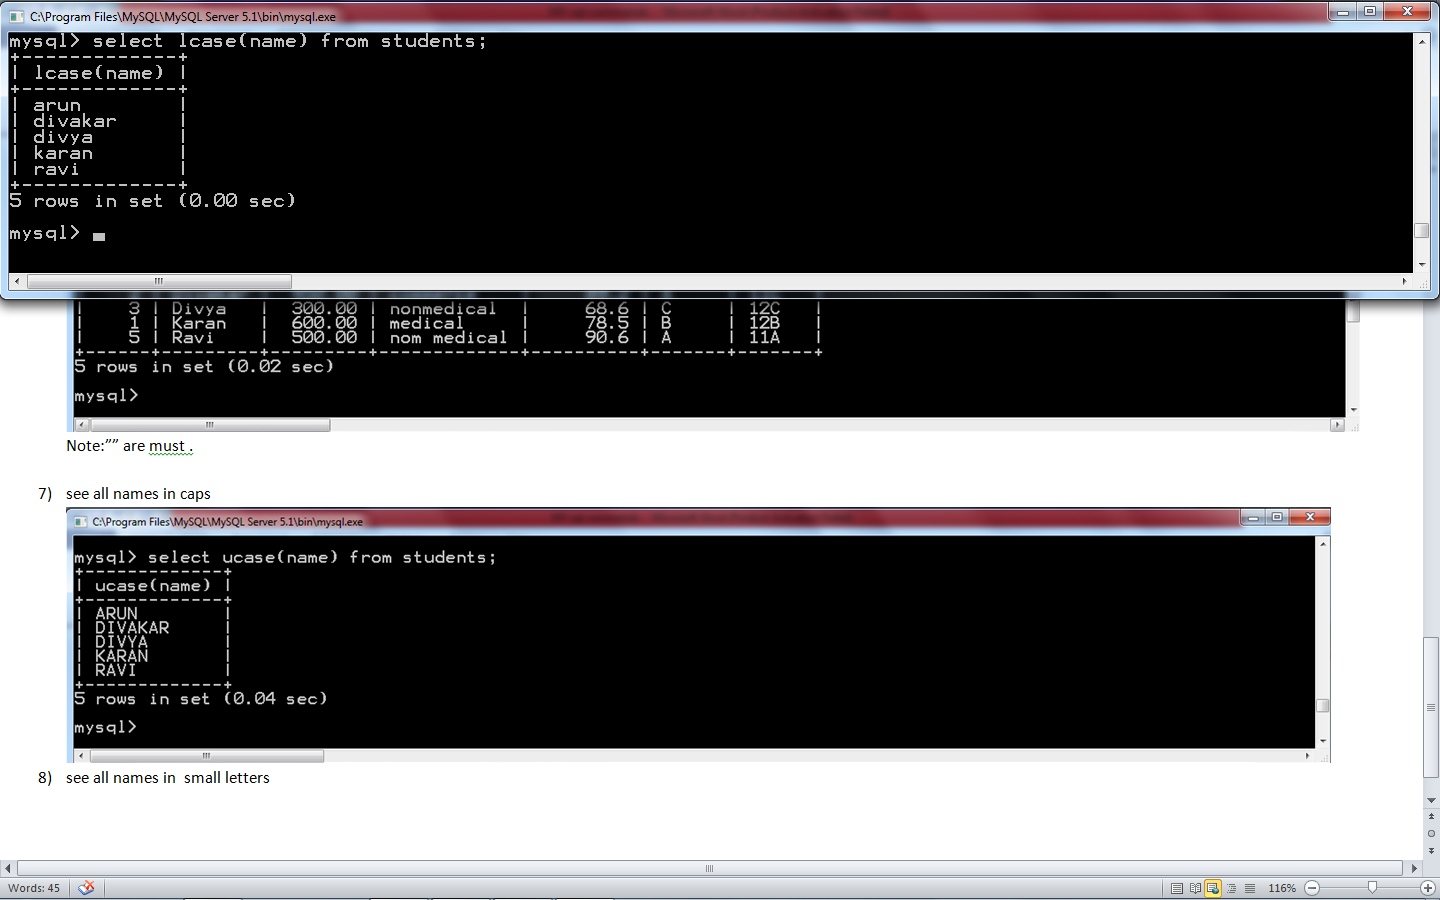 C:\Program Files\MySQL\MySQL Server 5.1\bin\mysql.exe
mysql> select lcase(name) from students;
+--------------+
| lcase(name) |
+--------------+
| arun |
| divakar |
| divya |
| karan |
| ravi |
+--------------+
5 rows in set (0.00 sec)
mysql>
| 3 | Divya | 300.00 | nonmedical | 68.6 | C | 12C |
| 1 | Karan | 600.00 | medical | 78.5 | B | 12B |
| 5 | Ravi | 500.00 | nom medical | 90.6 | A | 11A |
+------+--------+--------+-------------+----------+-------+-------+
5 rows in set (0.02 sec)
mysql>
Note:”” are must .
7) see all names in caps
C:\Program Files\MySQL\MySQL Server 5.1\bin\mysql.exe
mysql> select ucase(name) from students;
+--------------+
| ucase(name) |
+--------------+
| ARUN |
| DIVAKAR |
| DIVYA |
| KARAN |
| RAVI |
+--------------+
5 rows in set (0.04 sec)
mysql>
8) see all names in  small letters
Words: 45
116%